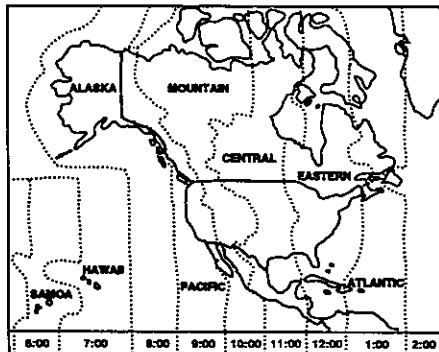 ALASKA MOUNTAIN
CENTRAL
EASTERN
HAWAII
SAMOA
PACIFIC
ATLANTIC
6:00 7:00 8:00 9:00 10:00 11:00 12:00 1:00 2:00